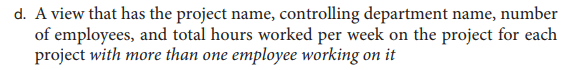 d. A view that has the project name, controlling department name, number
of employees, and total hours worked per week on the project for each
project with more than one employee working on it